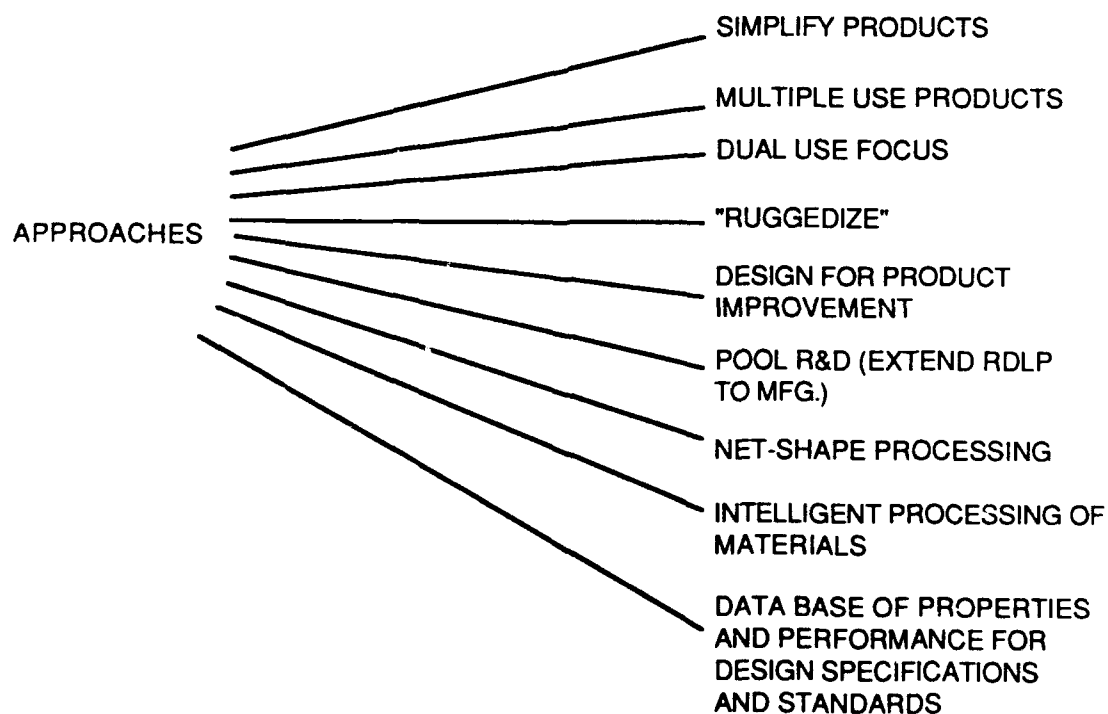 SIMPLIFY PRODUCTS
MULTIPLE USE PRODUCTS
DUAL USE FOCUS
APPROACHES
"RUGGEDIZE"
DESIGN FOR PRODUCT
IMPROVEMENT
POOL R&D (EXTEND RDLP
TO MFG.)
NET-SHAPE PROCESSING
INTELLIGENT PROCESSING OF
MATERIALS
DATA BASE OF PROPERTIES
AND PERFORMANCE FOR
DESIGN SPECIFICATIONS
AND STANDARDS